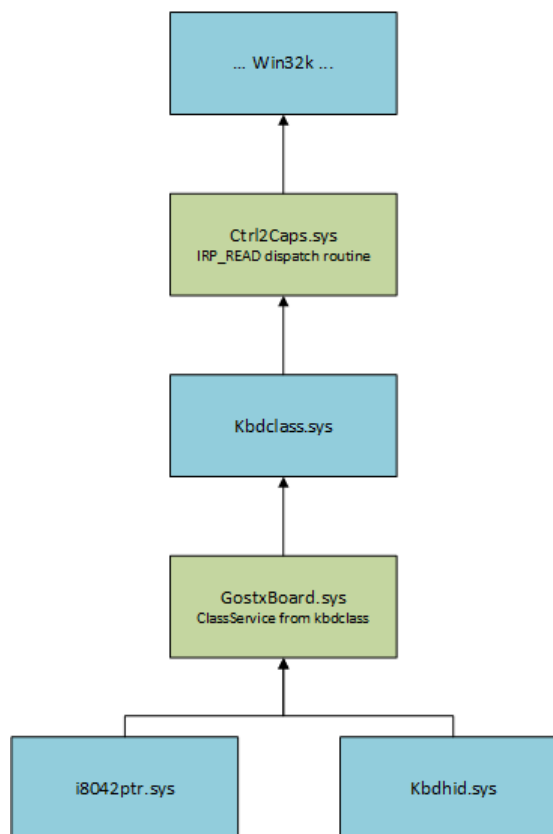 ... Win32k ...
Ctrl2Caps.sys
IRP_READ dispatch routine
Kbdclass.sys
GostxBoard.sys
ClassService from kbdclass
i8042ptr.sys
Kbdhid.sys